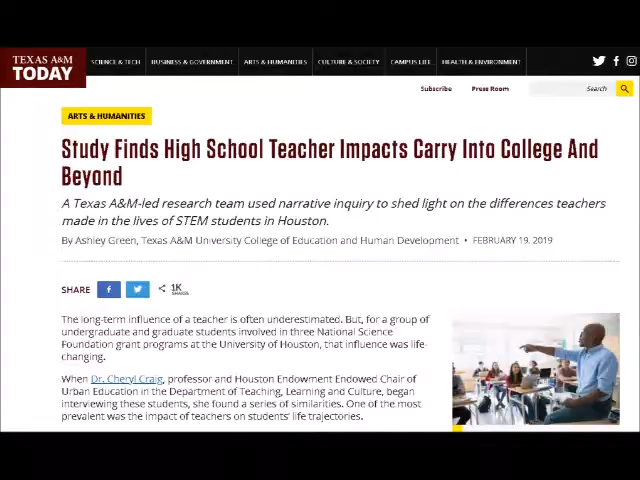 TEXAS A&M
TODAY
SCIENCE & TECH
BUSINESS & GOVERNMENT
ARTS & HUMANITIES
CULTURE & SOCIETY
CAMPUS LIFE
HEALTH & ENVIRONMENT
Subscribe
Press Room
Search
ARTS & HUMANITIES
Study Finds High School Teacher Impacts Carry Into College And
Beyond
A Texas A&M-led research team used narrative inquiry to shed light on the differences teachers
made in the lives of STEM students in Houston.
By Ashley Green, Texas A&M University College of Education and Human Development • FEBRUARY 19, 2019
SHARE
1K
SHARES
The long-term influence of a teacher is often underestimated. But, for a group of
undergraduate and graduate students involved in three National Science
Foundation grant programs at the University of Houston, that influence was life-
changing.
When Dr. Cheryl Craig, professor and Houston Endowment Endowed Chair of
Urban Education in the Department of Teaching, Learning and Culture, began
interviewing these students, she found a series of similarities. One of the most
prevalent was the impact of teachers on students' life trajectories.